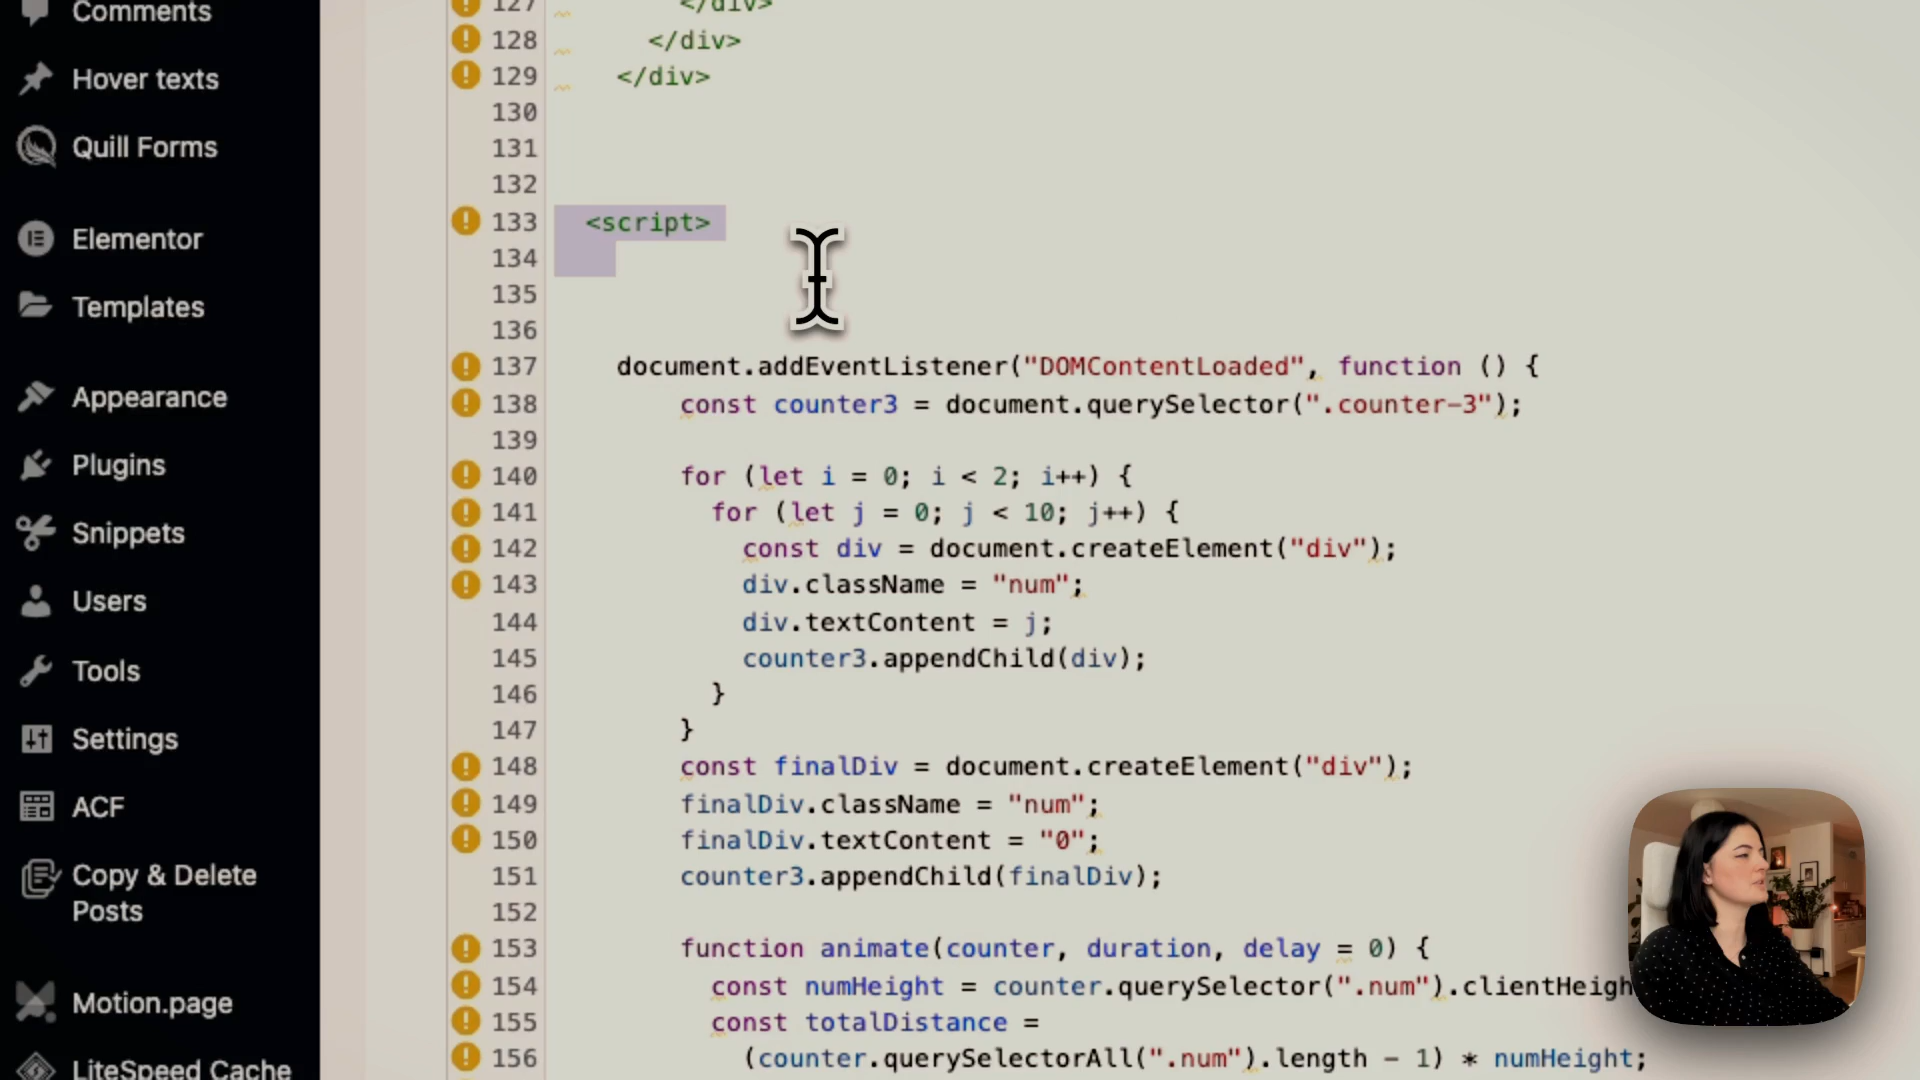 Comments
Hover texts
Quill Forms
Elementor
Templates
Appearance
Plugins
Snippets
Users
Tools
Settings
ACF
Copy & Delete
Posts
Motion.page
LiteSpeed Cache
127 </div>
128 </div>
129 </div>
130
131
132
133 <script>
134
135
136
137 document.addEventListener("DOMContentLoaded", function () {
138 const counter3 = document.querySelector(".counter-3");
139
140 for (let i = 0; i < 2; i++) {
141 for (let j = 0; j < 10; j++) {
142 const div = document.createElement("div");
143 div.className = "num";
144 div.textContent = j;
145 counter3.appendChild(div);
146 }
147 }
148 const finalDiv = document.createElement("div");
149 finalDiv.className = "num";
150 finalDiv.textContent = "0";
151 counter3.appendChild(finalDiv);
152
153 function animate(counter, duration, delay = 0) {
154 const numHeight = counter.querySelector(".num").clientHeigh
155 const totalDistance =
156 (counter.querySelectorAll(".num").length - 1) * numHeight;